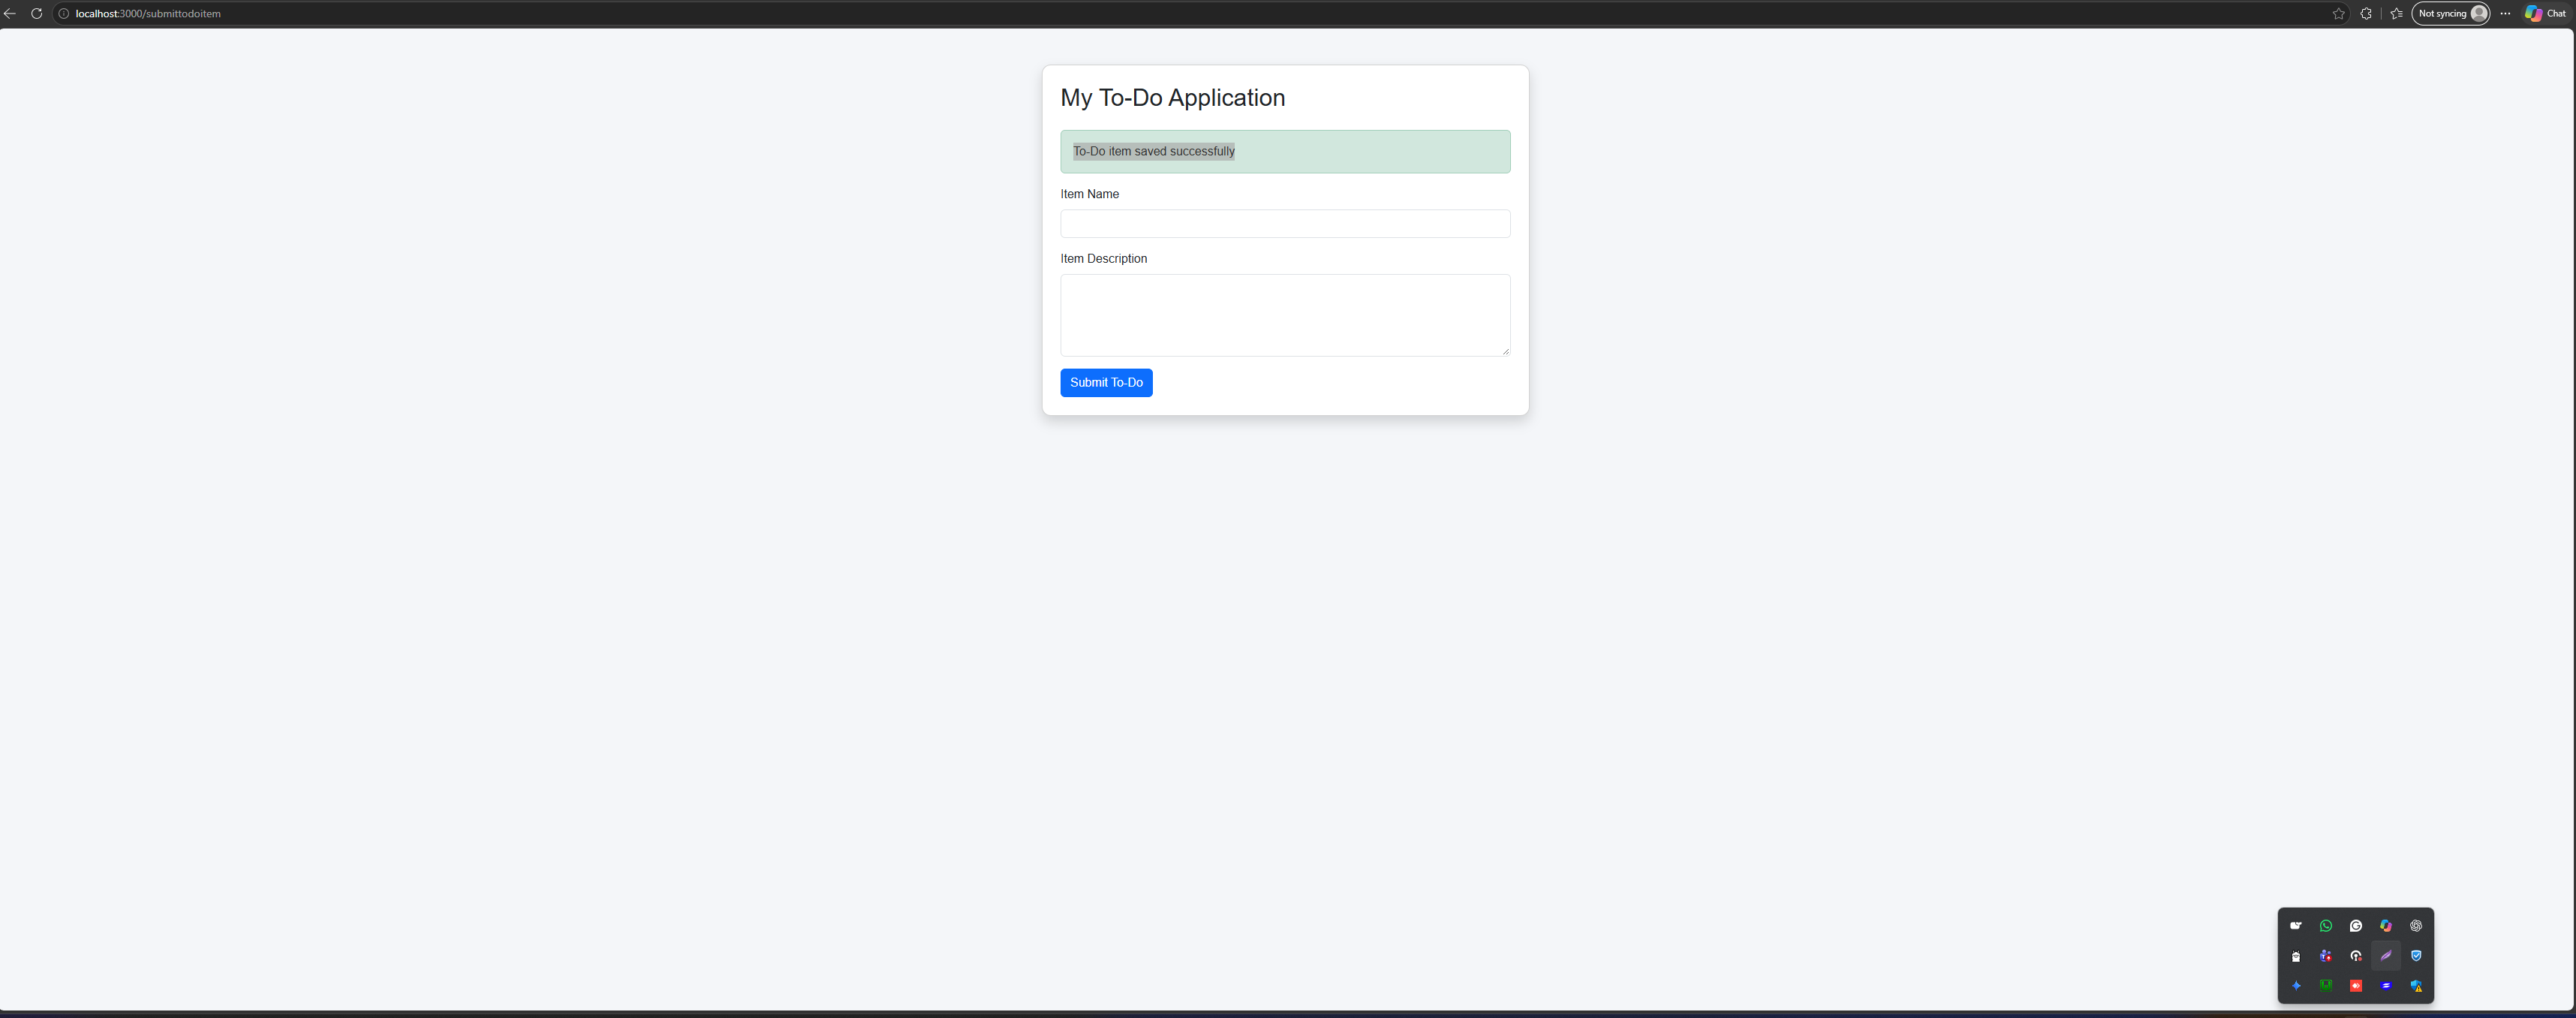 localhost:3000/submittodoitem
Not syncing
Chat
My To-Do Application
To-Do item saved successfully
Item Name
Item Description
Submit To-Do